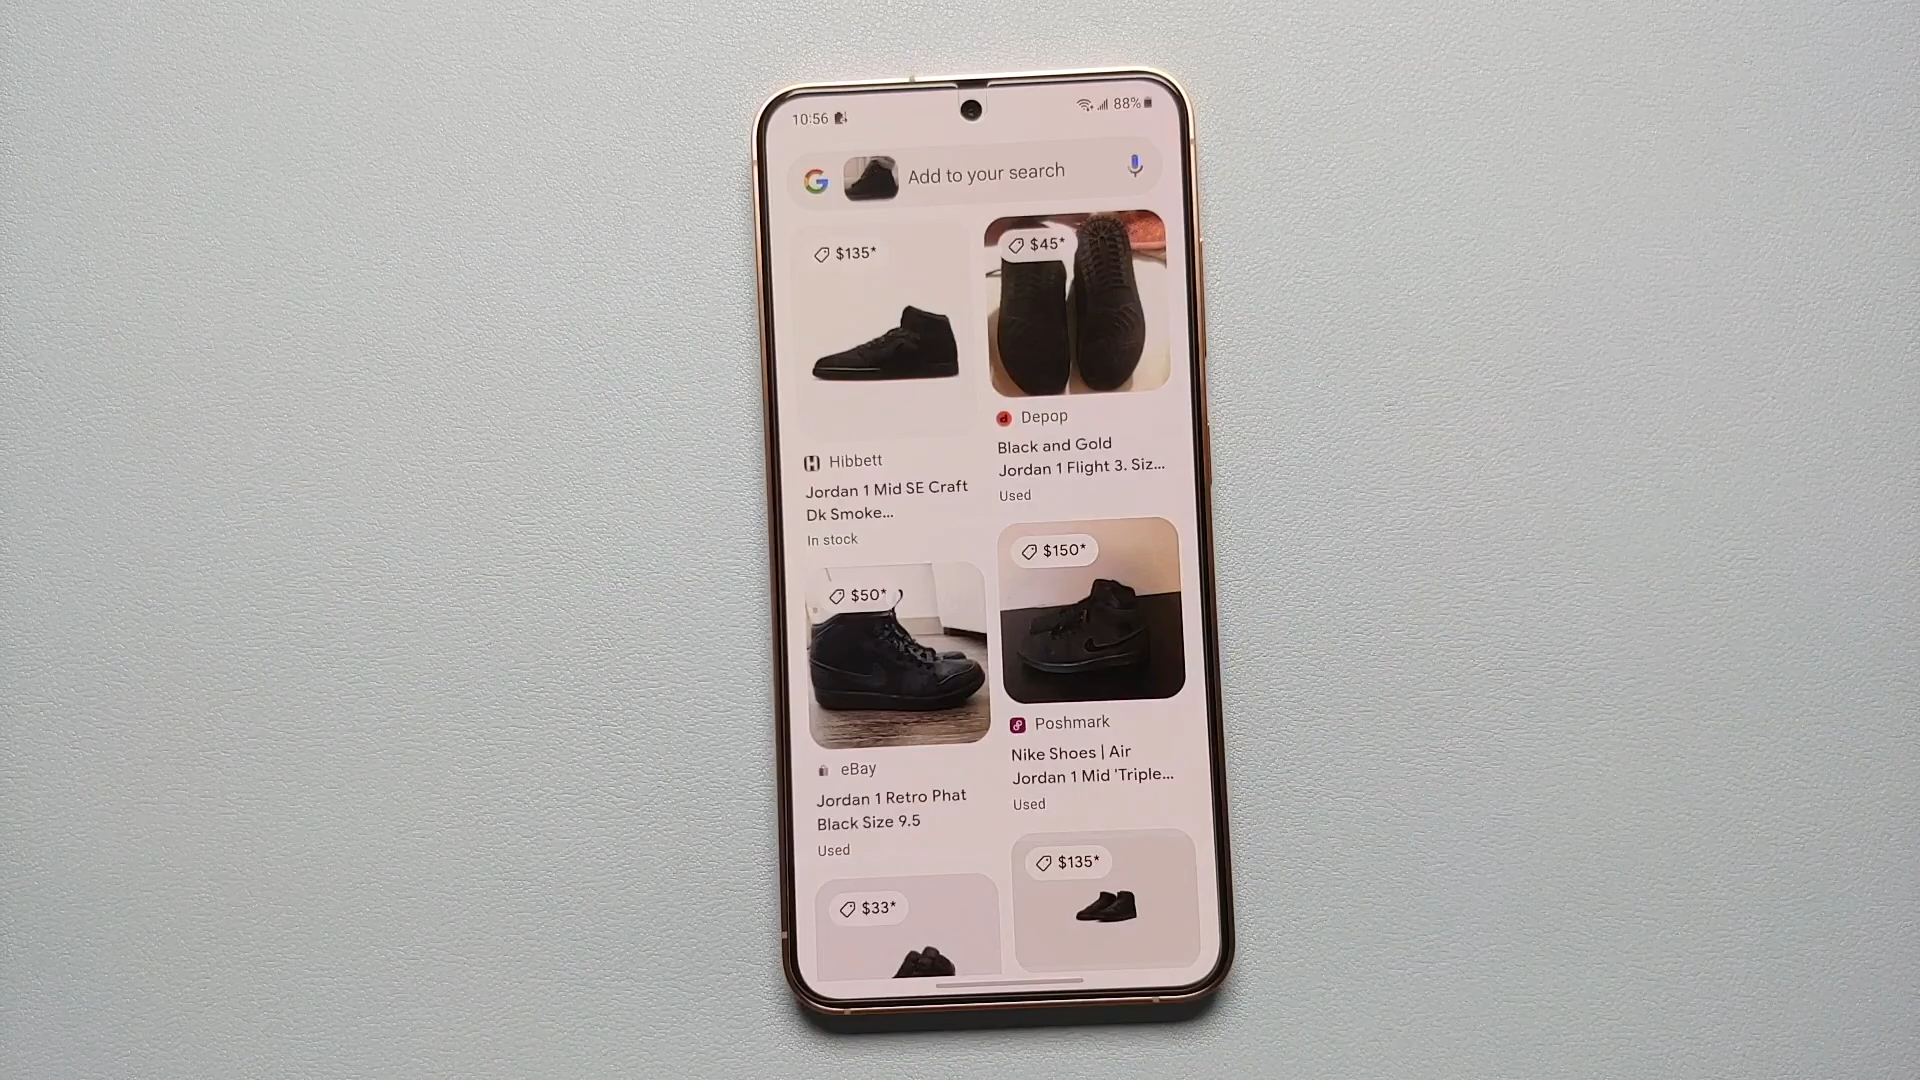 10:56
88%
Add to your search
$135*
Hibbett
Jordan 1 Mid SE Craft
Dk Smoke...
In stock
$45*
Depop
Black and Gold
Jordan 1 Flight 3. Siz...
Used
$50*
eBay
Jordan 1 Retro Phat
Black Size 9.5
Used
$150*
Poshmark
Nike Shoes | Air
Jordan 1 Mid 'Triple...
Used
$33*
$135*